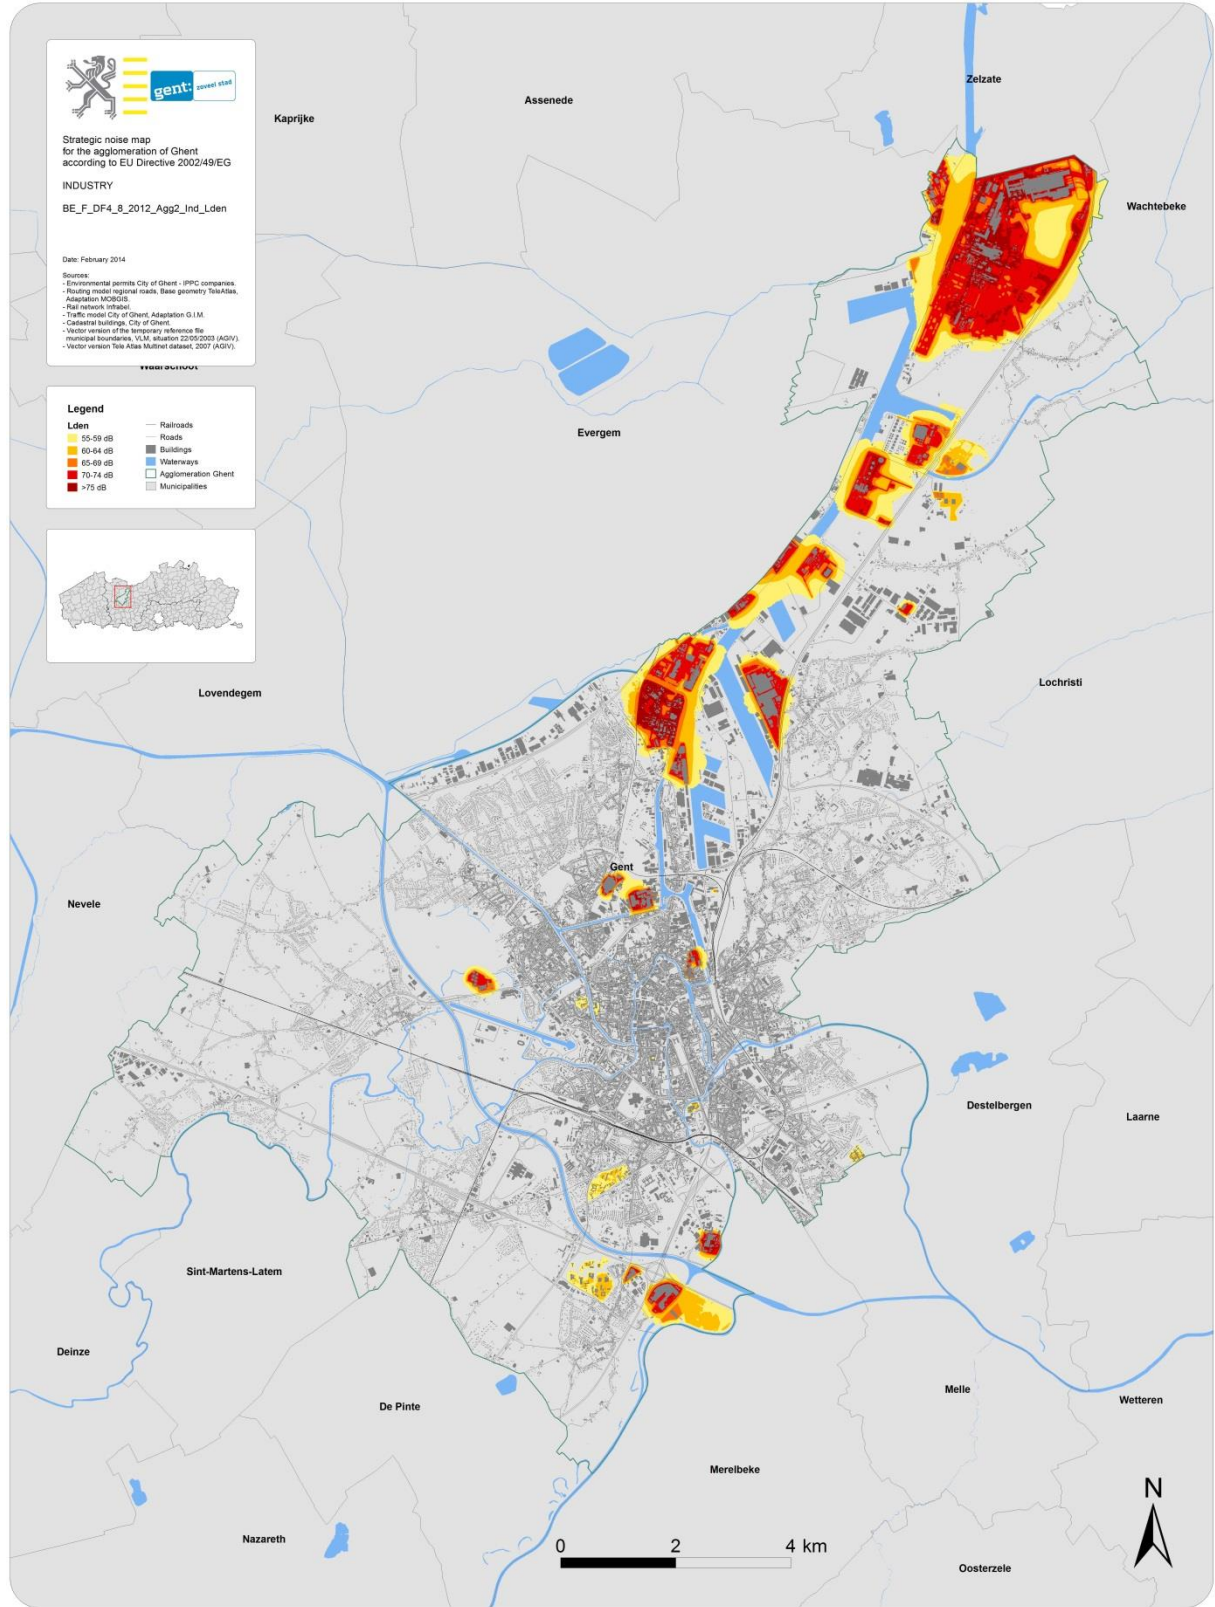 gent: zoveel stad
Strategic noise map
for the agglomeration of Ghent
according to EU Directive 2002/49/EG
INDUSTRY
BE_F_DF4_8_2012_Agg2_Ind_Lden
Date: February 2014
Sources:
- Environmental permits City of Ghent - IPPC companies.
- Routing model regional roads, Base geometry TeleAtlas,
Adaptation MOBGIS.
- Rail network Infrabel.
- Traffic model City of Ghent, Adaptation G.I.M.
- Cadastral buildings, City of Ghent.
- Vector version of the temporary reference file
municipal boundaries, VLM, situation 22/05/2003 (AGIV).
- Vector version Tele Atlas Multinet dataset, 2007 (AGIV).
Legend
Lden
55-59 dB
60-64 dB
65-69 dB
70-74 dB
>75 dB
Railroads
Roads
Buildings
Waterways
Agglomeration Ghent
Municipalities
Zelzate
Assenede
Kaprijke
Wachtebeke
Waarschoot
Evergem
Lochristi
Lovendegem
Gent
Nevele
Destelbergen
Laarne
Sint-Martens-Latem
Deinze
De Pinte
Melle
Wetteren
Merelbeke
Nazareth
Oosterzele
N
0 2 4 km